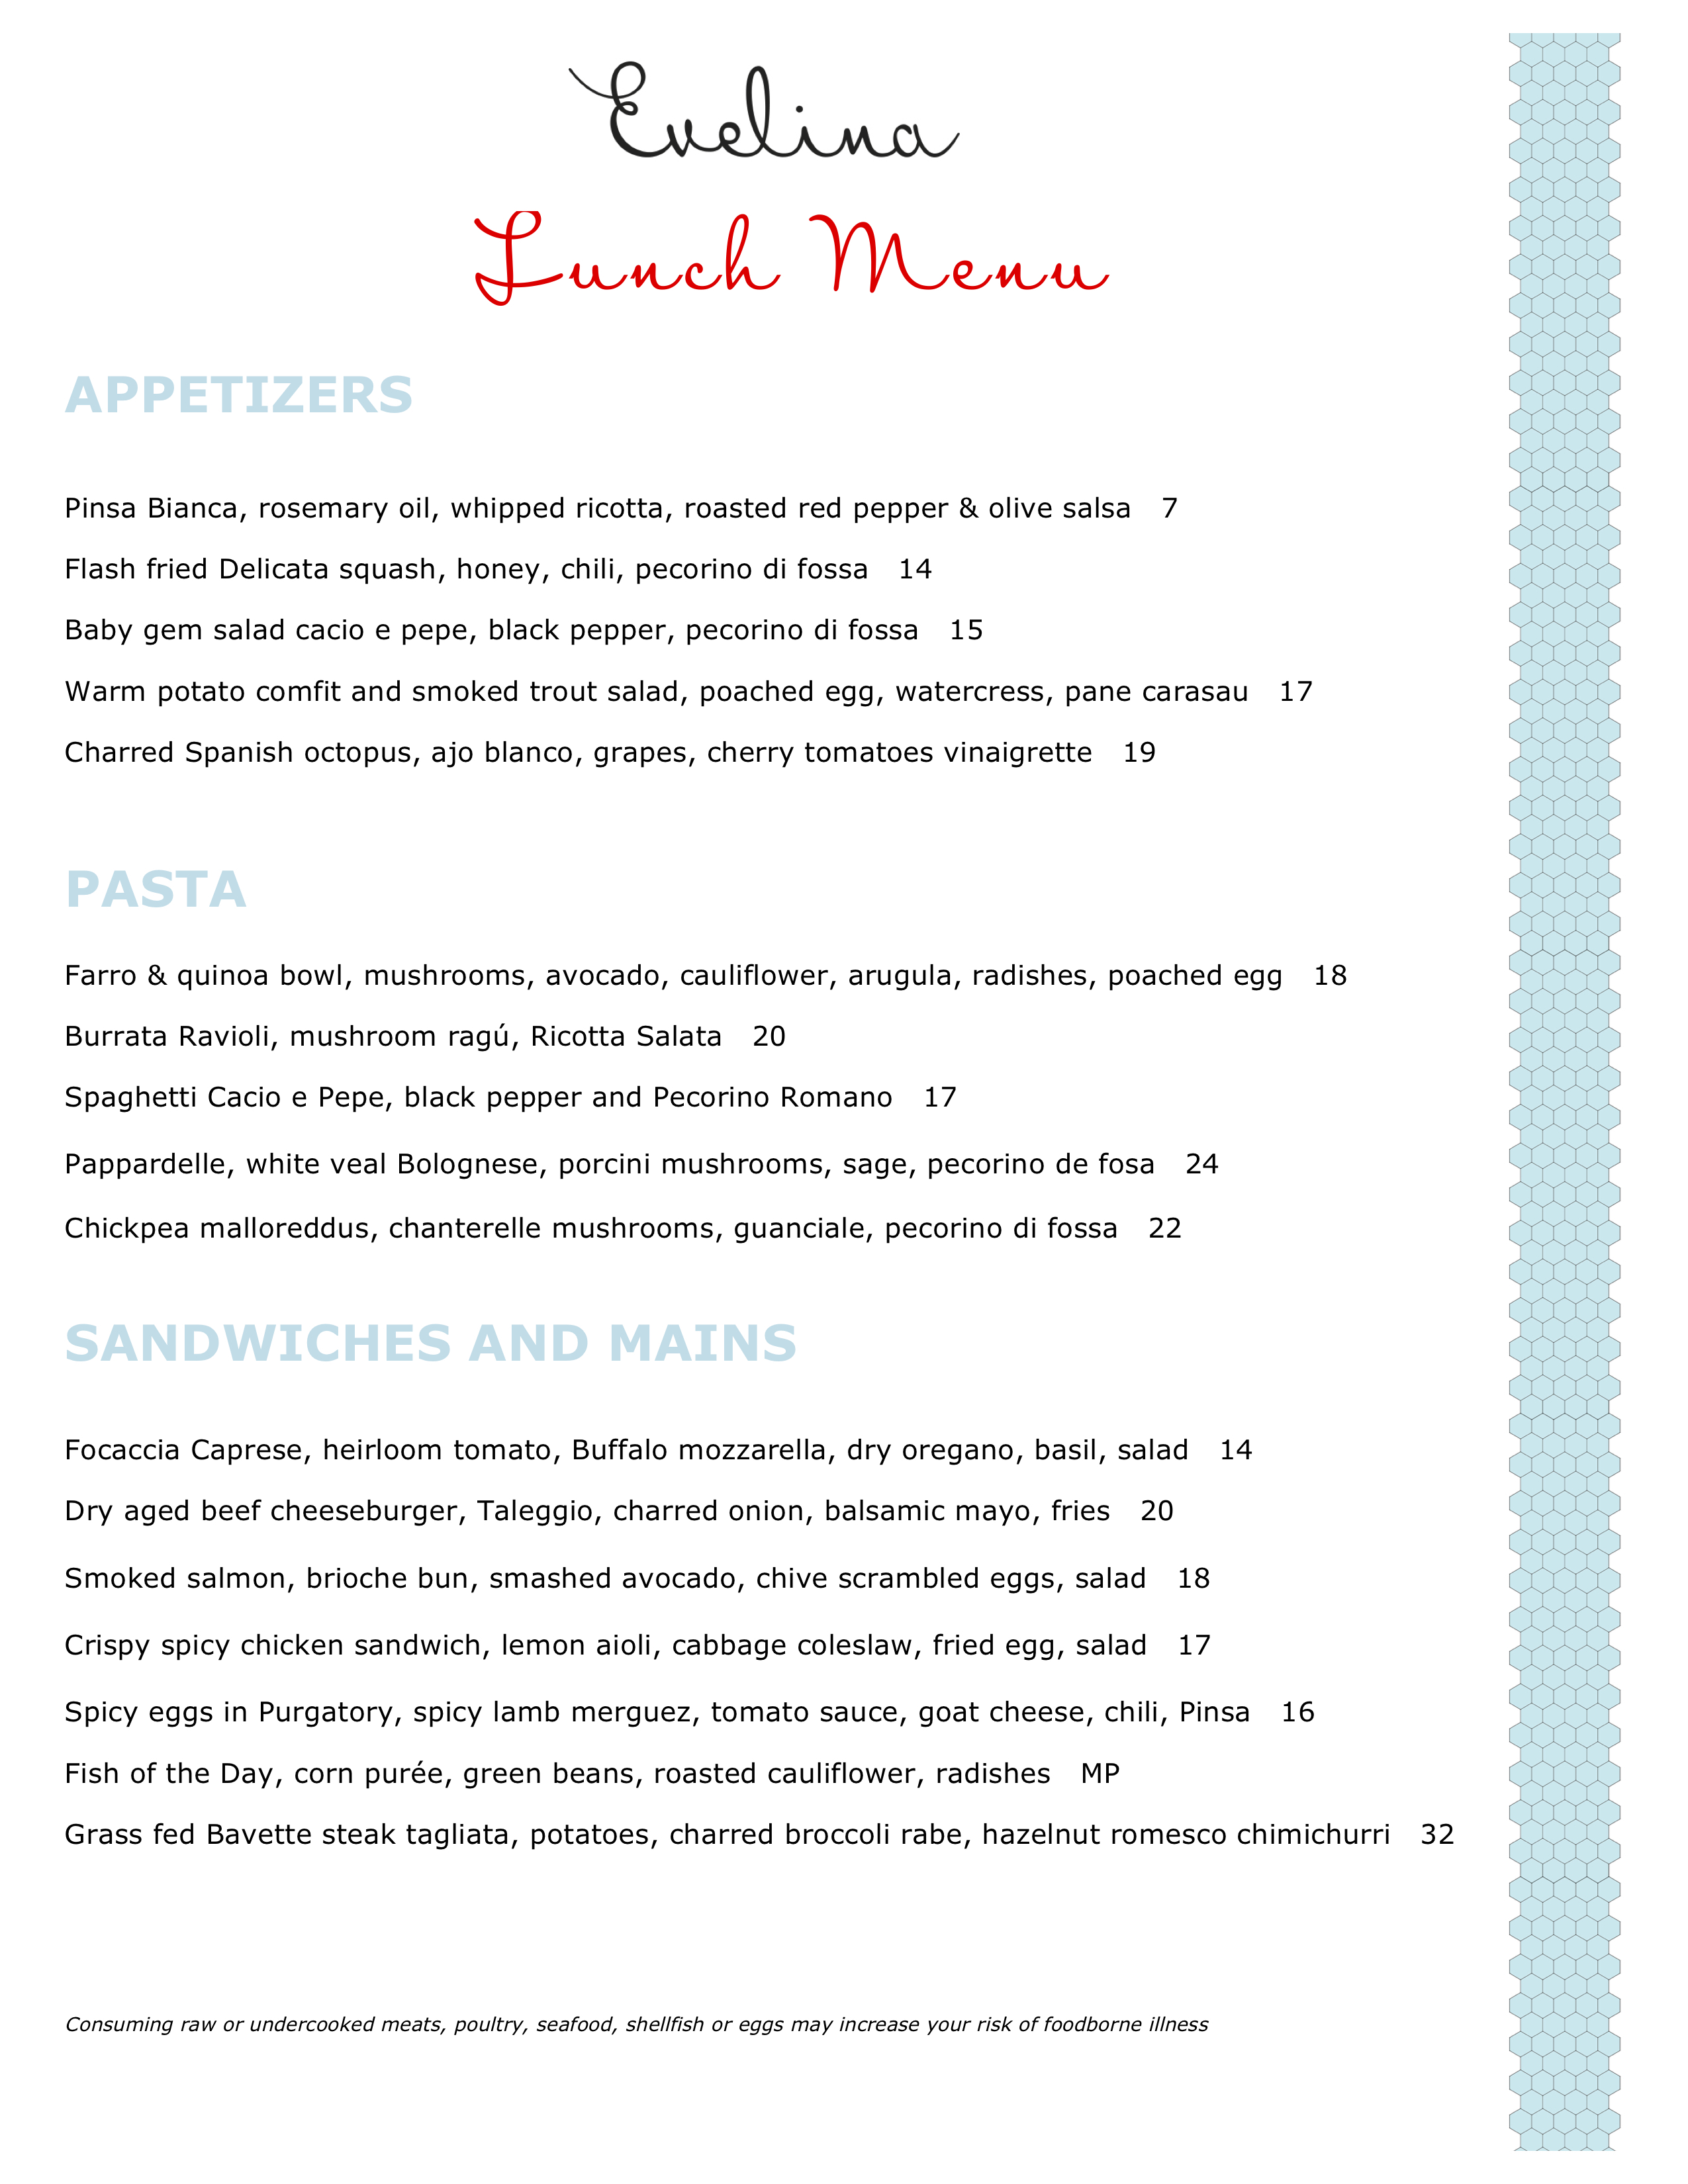 Evelina
Lunch Menu
APPETIZERS
Pinsa Bianca, rosemary oil, whipped ricotta, roasted red pepper & olive salsa 7
Flash fried Delicata squash, honey, chili, pecorino di fossa 14
Baby gem salad cacio e pepe, black pepper, pecorino di fossa 15
Warm potato comfit and smoked trout salad, poached egg, watercress, pane carasau 17
Charred Spanish octopus, ajo blanco, grapes, cherry tomatoes vinaigrette 19
PASTA
Farro & quinoa bowl, mushrooms, avocado, cauliflower, arugula, radishes, poached egg 18
Burrata Ravioli, mushroom ragú, Ricotta Salata 20
Spaghetti Cacio e Pepe, black pepper and Pecorino Romano 17
Pappardelle, white veal Bolognese, porcini mushrooms, sage, pecorino de fosa 24
Chickpea malloreddus, chanterelle mushrooms, guanciale, pecorino di fossa 22
SANDWICHES AND MAINS
Focaccia Caprese, heirloom tomato, Buffalo mozzarella, dry oregano, basil, salad 14
Dry aged beef cheeseburger, Taleggio, charred onion, balsamic mayo, fries 20
Smoked salmon, brioche bun, smashed avocado, chive scrambled eggs, salad 18
Crispy spicy chicken sandwich, lemon aioli, cabbage coleslaw, fried egg, salad 17
Spicy eggs in Purgatory, spicy lamb merguez, tomato sauce, goat cheese, chili, Pinsa 16
Fish of the Day, corn purée, green beans, roasted cauliflower, radishes MP
Grass fed Bavette steak tagliata, potatoes, charred broccoli rabe, hazelnut romesco chimichurri 32
Consuming raw or undercooked meats, poultry, seafood, shellfish or eggs may increase your risk of foodborne illness